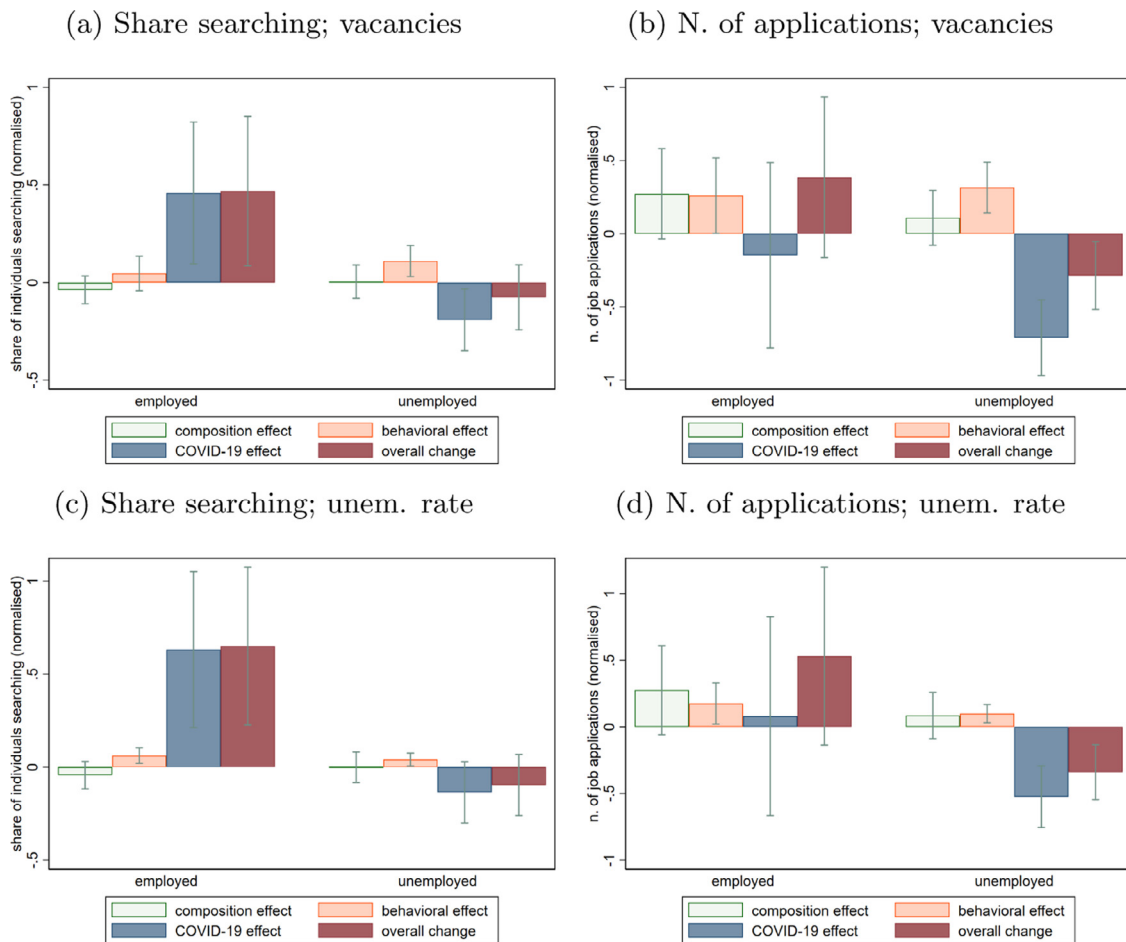 (a) Share searching; vacancies
share of individuals searching (normalised)
1
.5
0
-.5
employed unemployed
composition effect behavioral effect
COVID-19 effect overall change
(b) N. of applications; vacancies
n. of job applications (normalised)
1
.5
0
-.5
-1
employed unemployed
composition effect behavioral effect
COVID-19 effect overall change
(c) Share searching; unem. rate
share of individuals searching (normalised)
1
.5
0
-.5
employed unemployed
composition effect behavioral effect
COVID-19 effect overall change
(d) N. of applications; unem. rate
n. of job applications (normalised)
1
.5
0
-.5
-1
employed unemployed
composition effect behavioral effect
COVID-19 effect overall change